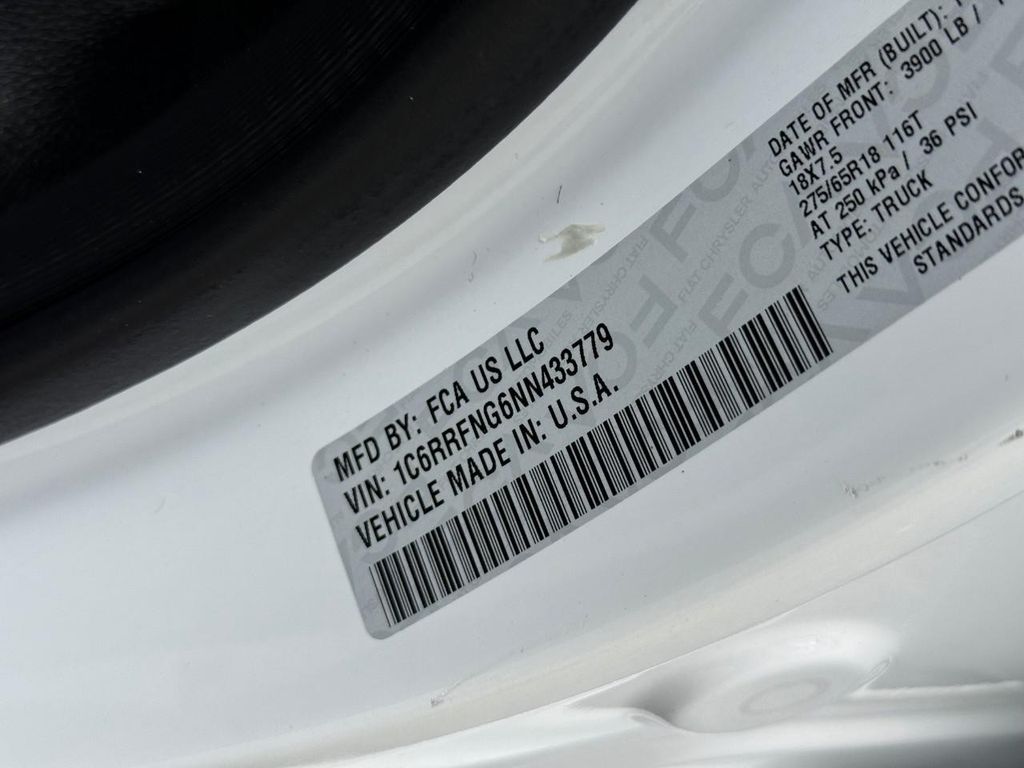 MFD BY: FCA US LLC
VIN: 1C6RRFNG6NN433779
VEHICLE MADE IN: U.S.A.
DATE OF MFR (BUILT):
GAWR FRONT: 3900 LB /
18X7.5
275/65R18 116T
AT 250 kPa / 36 PSI
TYPE: TRUCK
THIS VEHICLE CONFOR
STANDARDS